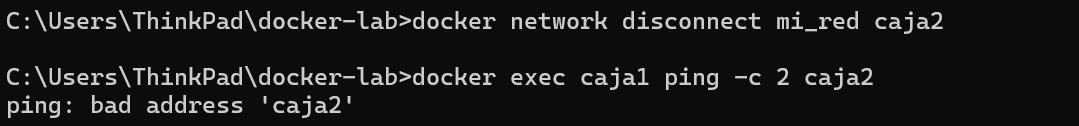 C:\Users\ThinkPad\docker-lab>docker network disconnect mi_red caja2
C:\Users\ThinkPad\docker-lab>docker exec caja1 ping -c 2 caja2
ping: bad address 'caja2'